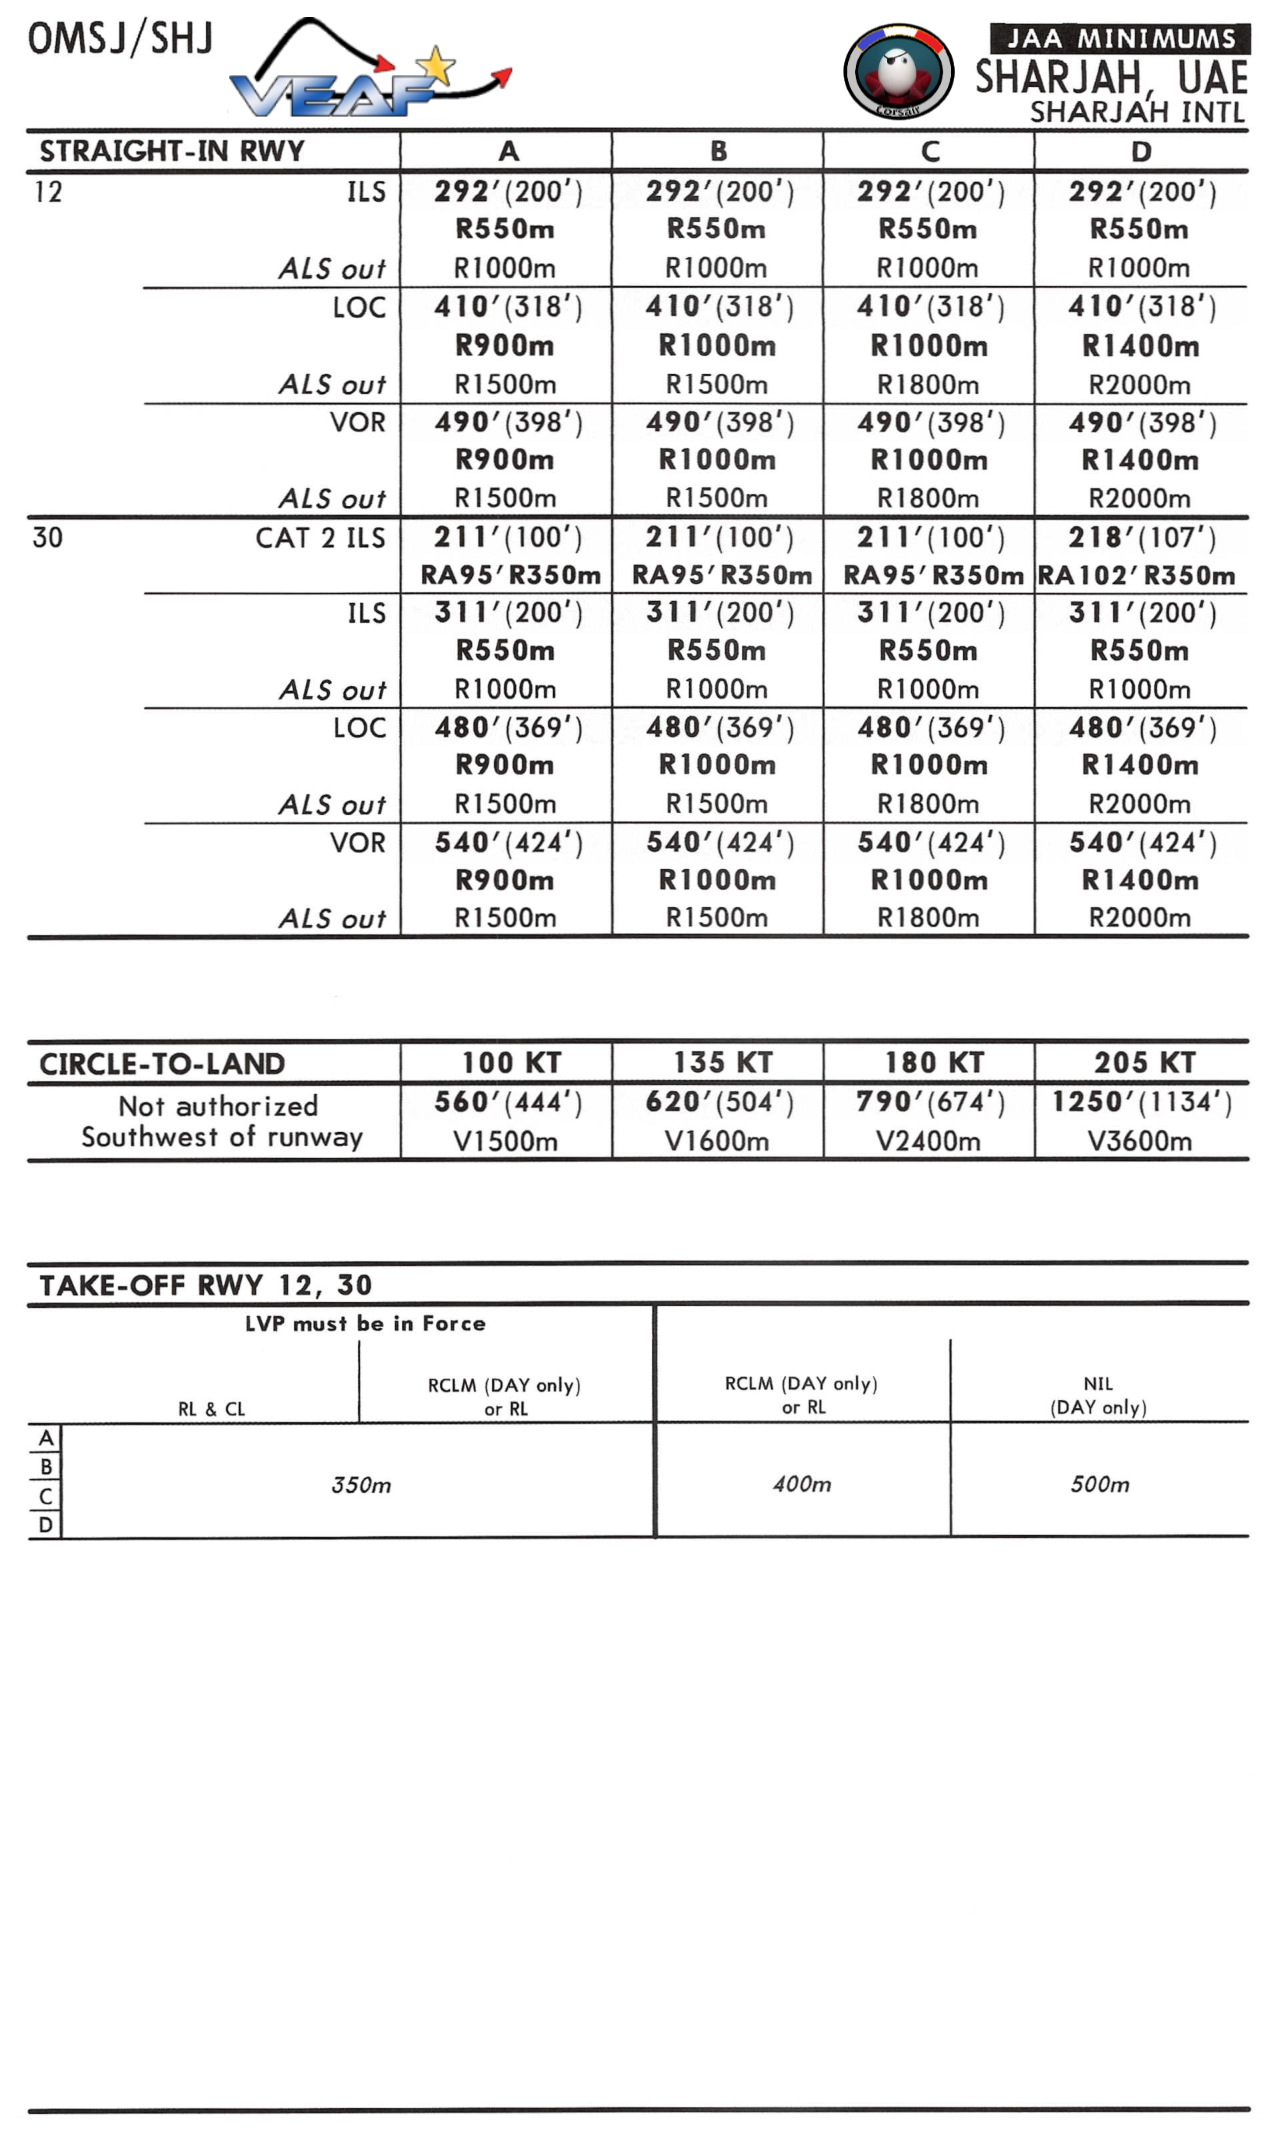 OMSJ/SHJ
VEAF
Corsair
JAA MINIMUMS
SHARJAH, UAE
SHARJAH INTL
STRAIGHT-IN RWY A B C D
12 ILS 292'(200') 292'(200') 292'(200') 292'(200')
R550m R550m R550m R550m
ALS out R1000m R1000m R1000m R1000m
LOC 410'(318') 410'(318') 410'(318') 410'(318')
R900m R1000m R1000m R1400m
ALS out R1500m R1500m R1800m R2000m
VOR 490'(398') 490'(398') 490'(398') 490'(398')
R900m R1000m R1000m R1400m
ALS out R1500m R1500m R1800m R2000m
30 CAT 2 ILS 211'(100') 211'(100') 211'(100') 218'(107')
RA95'R350m RA95'R350m RA95'R350m RA102'R350m
ILS 311'(200') 311'(200') 311'(200') 311'(200')
R550m R550m R550m R550m
ALS out R1000m R1000m R1000m R1000m
LOC 480'(369') 480'(369') 480'(369') 480'(369')
R900m R1000m R1000m R1400m
ALS out R1500m R1500m R1800m R2000m
VOR 540'(424') 540'(424') 540'(424') 540'(424')
R900m R1000m R1000m R1400m
ALS out R1500m R1500m R1800m R2000m
CIRCLE-TO-LAND 100 KT 135 KT 180 KT 205 KT
Not authorized 560'(444') 620'(504') 790'(674') 1250'(1134')
Southwest of runway V1500m V1600m V2400m V3600m
TAKE-OFF RWY 12, 30
LVP must be in Force
RCLM (DAY only) RCLM (DAY only) NIL
RL & CL or RL or RL (DAY only)
A
B
C
D
350m 400m 500m